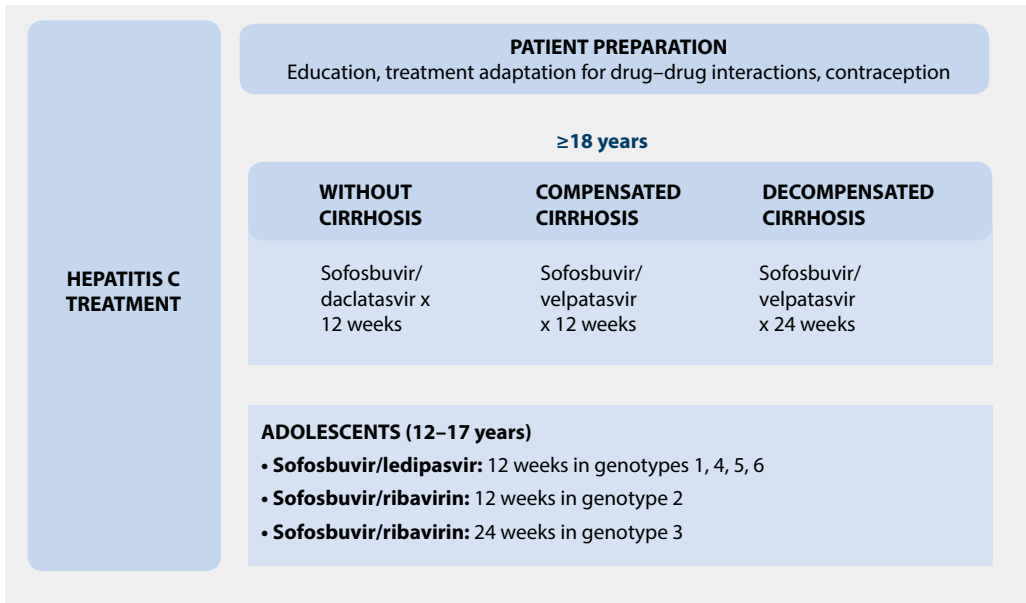 HEPATITIS C
TREATMENT
PATIENT PREPARATION
Education, treatment adaptation for drug–drug interactions, contraception
≥18 years
WITHOUT
CIRRHOSIS
COMPENSATED
CIRRHOSIS
DECOMPENSATED
CIRRHOSIS
Sofosbuvir/
daclatasvir x
12 weeks
Sofosbuvir/
velpatasvir
x 12 weeks
Sofosbuvir/
velpatasvir
x 24 weeks
ADOLESCENTS (12–17 years)
• Sofosbuvir/ledipasvir: 12 weeks in genotypes 1, 4, 5, 6
• Sofosbuvir/ribavirin: 12 weeks in genotype 2
• Sofosbuvir/ribavirin: 24 weeks in genotype 3